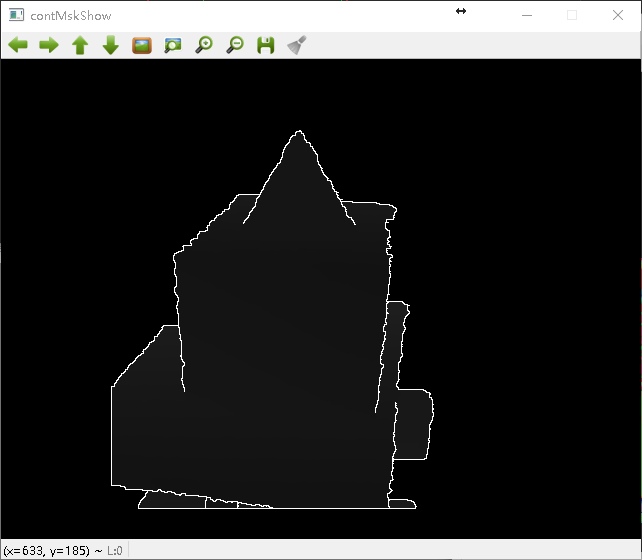 contMskShow
(x=633, y=185) ~ L:0